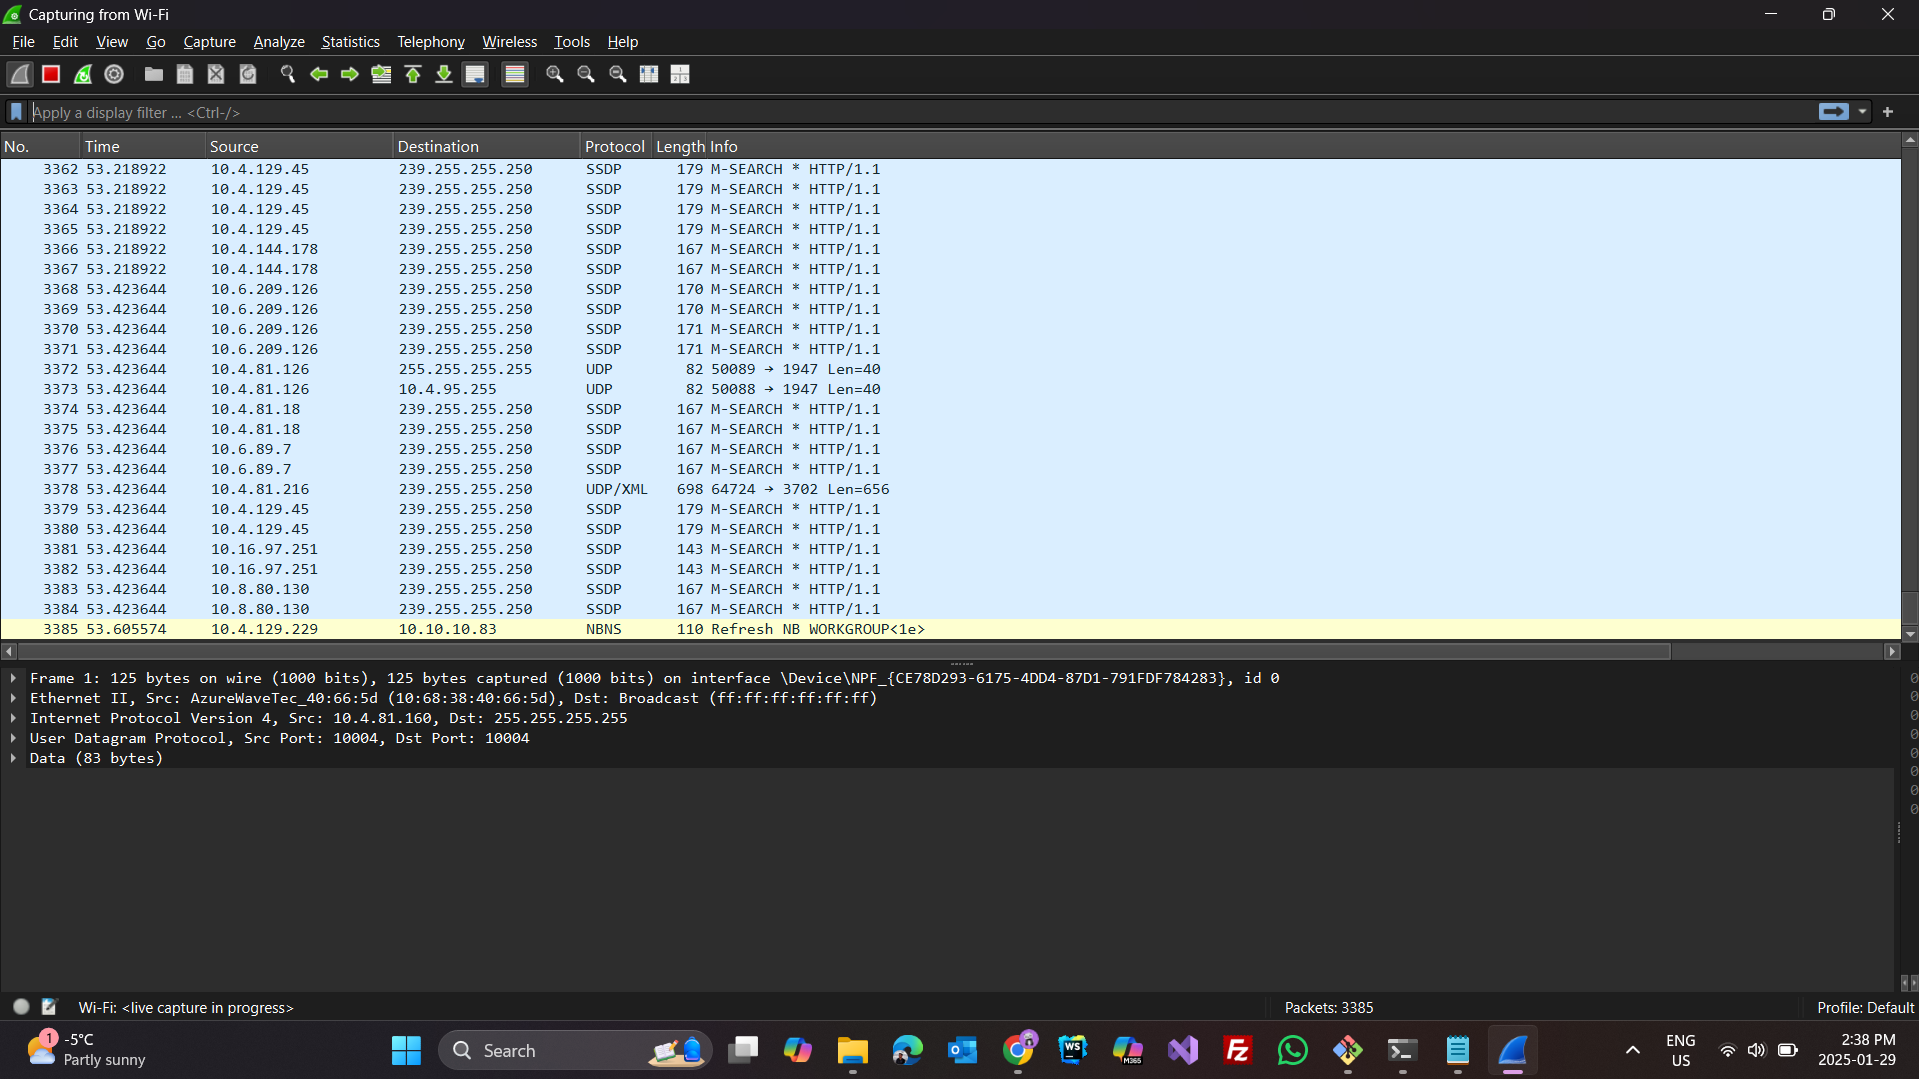 Capturing from Wi-Fi
File Edit View Go Capture Analyze Statistics Telephony Wireless Tools Help
Apply a display filter ... <Ctrl-/>
No. Time Source Destination Protocol Length Info
3362 53.218922 10.4.129.45 239.255.255.250 SSDP 179 M-SEARCH * HTTP/1.1
3363 53.218922 10.4.129.45 239.255.255.250 SSDP 179 M-SEARCH * HTTP/1.1
3364 53.218922 10.4.129.45 239.255.255.250 SSDP 179 M-SEARCH * HTTP/1.1
3365 53.218922 10.4.129.45 239.255.255.250 SSDP 179 M-SEARCH * HTTP/1.1
3366 53.218922 10.4.144.178 239.255.255.250 SSDP 167 M-SEARCH * HTTP/1.1
3367 53.218922 10.4.144.178 239.255.255.250 SSDP 167 M-SEARCH * HTTP/1.1
3368 53.423644 10.6.209.126 239.255.255.250 SSDP 170 M-SEARCH * HTTP/1.1
3369 53.423644 10.6.209.126 239.255.255.250 SSDP 170 M-SEARCH * HTTP/1.1
3370 53.423644 10.6.209.126 239.255.255.250 SSDP 171 M-SEARCH * HTTP/1.1
3371 53.423644 10.6.209.126 239.255.255.250 SSDP 171 M-SEARCH * HTTP/1.1
3372 53.423644 10.4.81.126 255.255.255.255 UDP 82 50089 → 1947 Len=40
3373 53.423644 10.4.81.126 10.4.95.255 UDP 82 50088 → 1947 Len=40
3374 53.423644 10.4.81.18 239.255.255.250 SSDP 167 M-SEARCH * HTTP/1.1
3375 53.423644 10.4.81.18 239.255.255.250 SSDP 167 M-SEARCH * HTTP/1.1
3376 53.423644 10.6.89.7 239.255.255.250 SSDP 167 M-SEARCH * HTTP/1.1
3377 53.423644 10.6.89.7 239.255.255.250 SSDP 167 M-SEARCH * HTTP/1.1
3378 53.423644 10.4.81.216 239.255.255.250 UDP/XML 698 64724 → 3702 Len=656
3379 53.423644 10.4.129.45 239.255.255.250 SSDP 179 M-SEARCH * HTTP/1.1
3380 53.423644 10.4.129.45 239.255.255.250 SSDP 179 M-SEARCH * HTTP/1.1
3381 53.423644 10.16.97.251 239.255.255.250 SSDP 143 M-SEARCH * HTTP/1.1
3382 53.423644 10.16.97.251 239.255.255.250 SSDP 143 M-SEARCH * HTTP/1.1
3383 53.423644 10.8.80.130 239.255.255.250 SSDP 167 M-SEARCH * HTTP/1.1
3384 53.423644 10.8.80.130 239.255.255.250 SSDP 167 M-SEARCH * HTTP/1.1
3385 53.605574 10.4.129.229 10.10.10.83 NBNS 110 Refresh NB WORKGROUP<1e>
Frame 1: 125 bytes on wire (1000 bits), 125 bytes captured (1000 bits) on interface \Device\NPF_{CE78D293-6175-4DD4-87D1-791FDF784283}, id 0
Ethernet II, Src: AzureWaveTec_40:66:5d (10:68:38:40:66:5d), Dst: Broadcast (ff:ff:ff:ff:ff:ff)
Internet Protocol Version 4, Src: 10.4.81.160, Dst: 255.255.255.255
User Datagram Protocol, Src Port: 10004, Dst Port: 10004
Data (83 bytes)
Wi-Fi: <live capture in progress> Packets: 3385 Profile: Default
1 -5°C
Partly sunny
Search
WS
M365
Fz
ENG
US
2:38 PM
2025-01-29